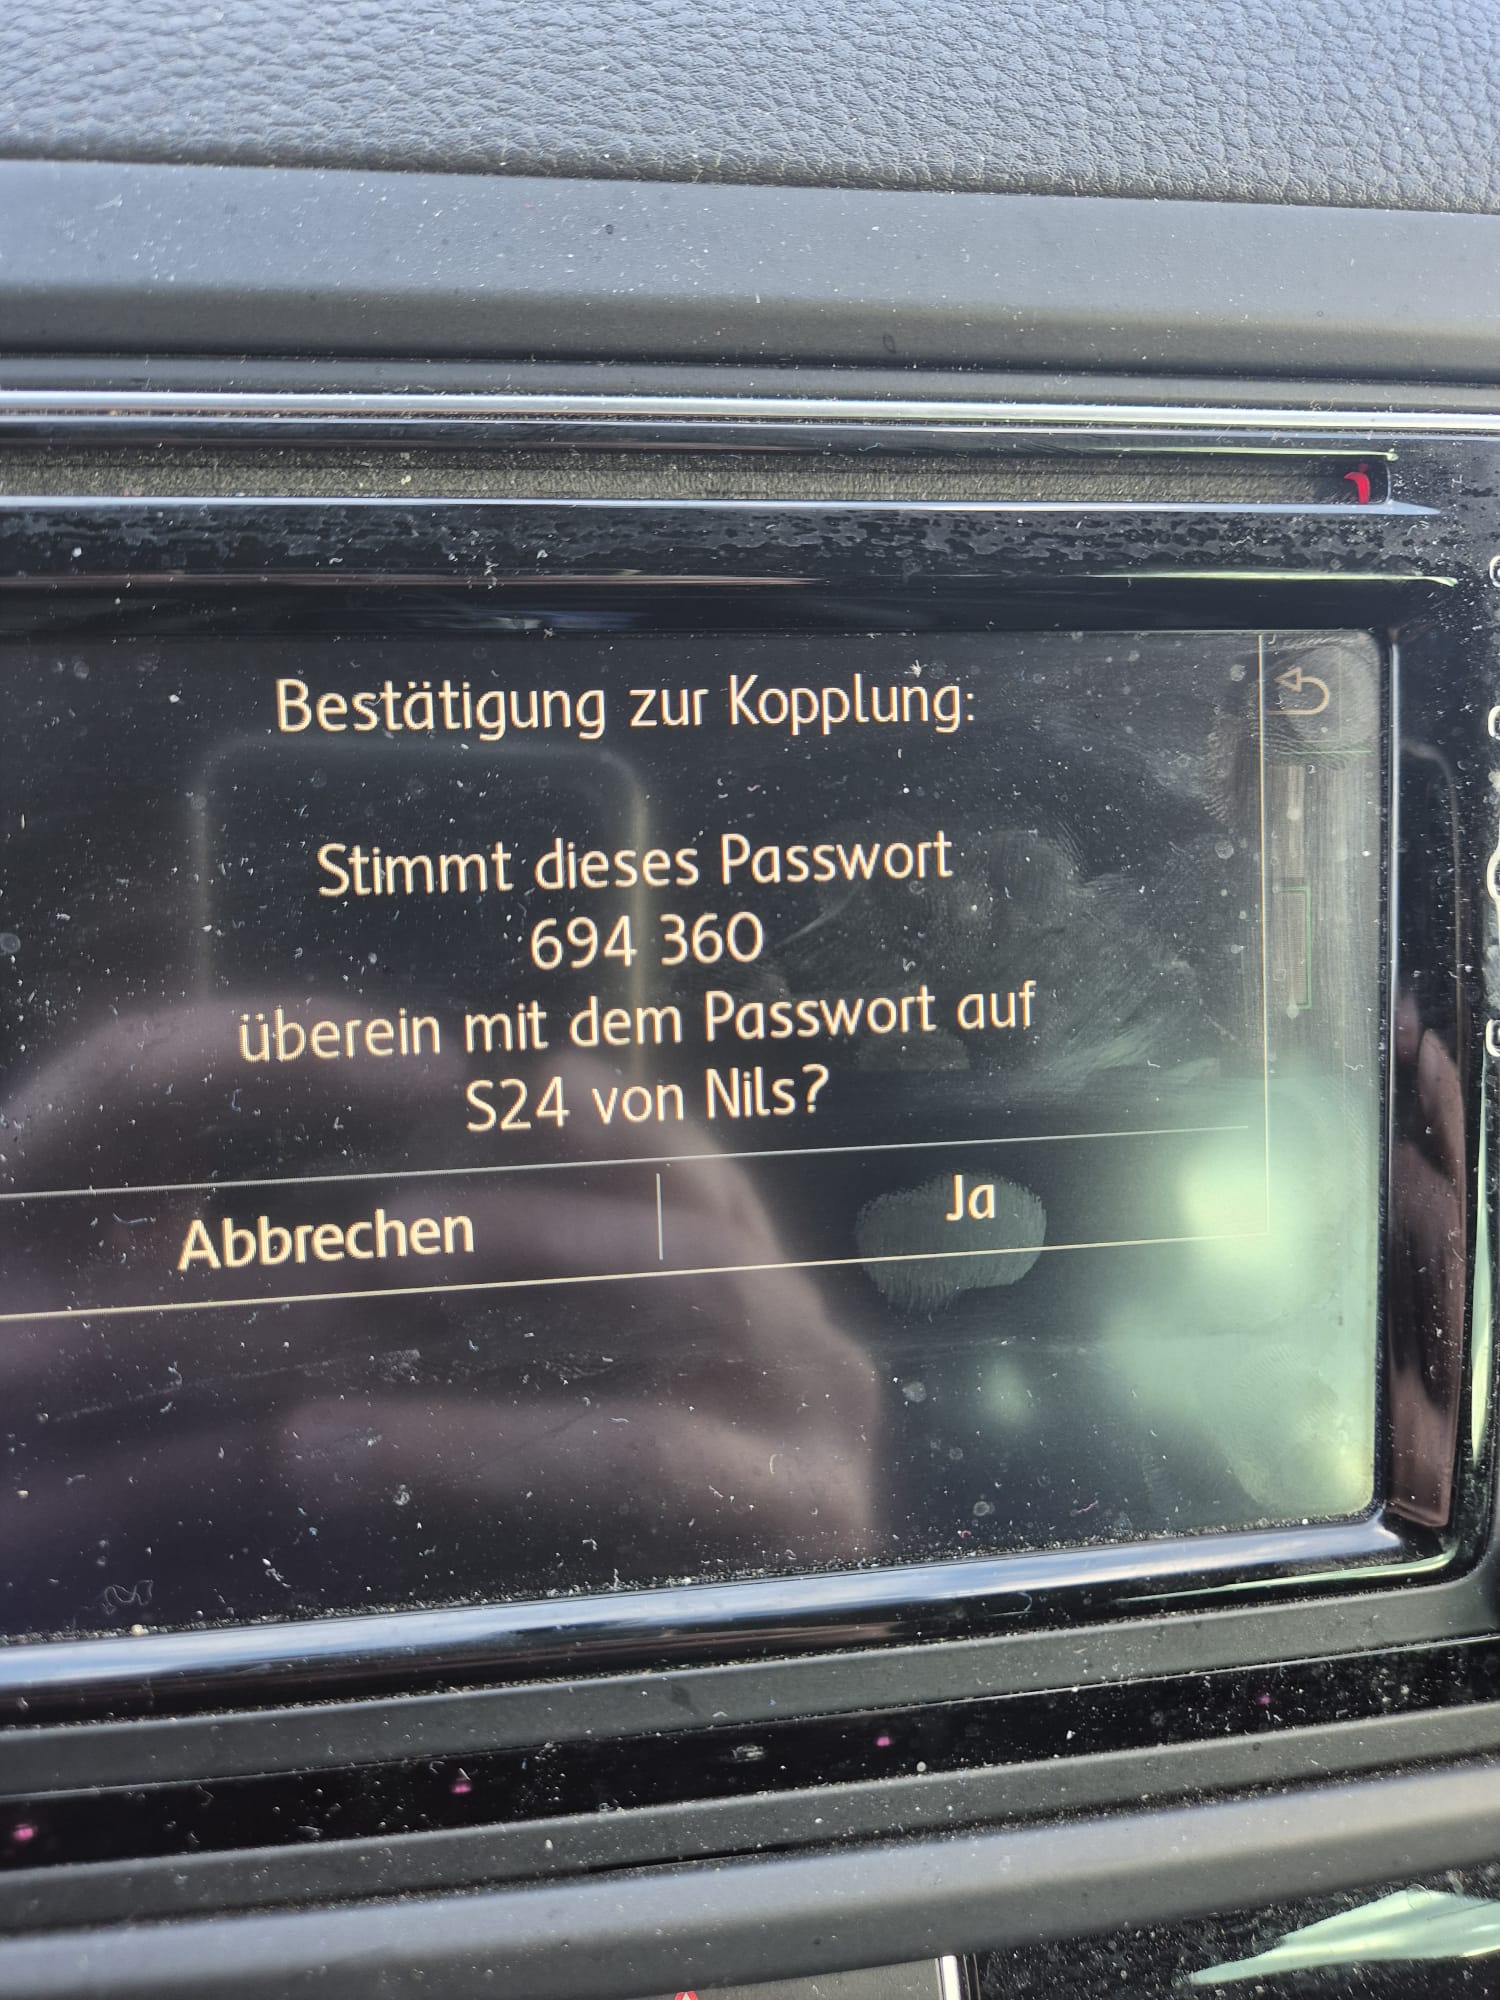 Bestätigung zur Kopplung:
Stimmt dieses Passwort
694 360
überein mit dem Passwort auf
S24 von Nils?
Abbrechen
Ja